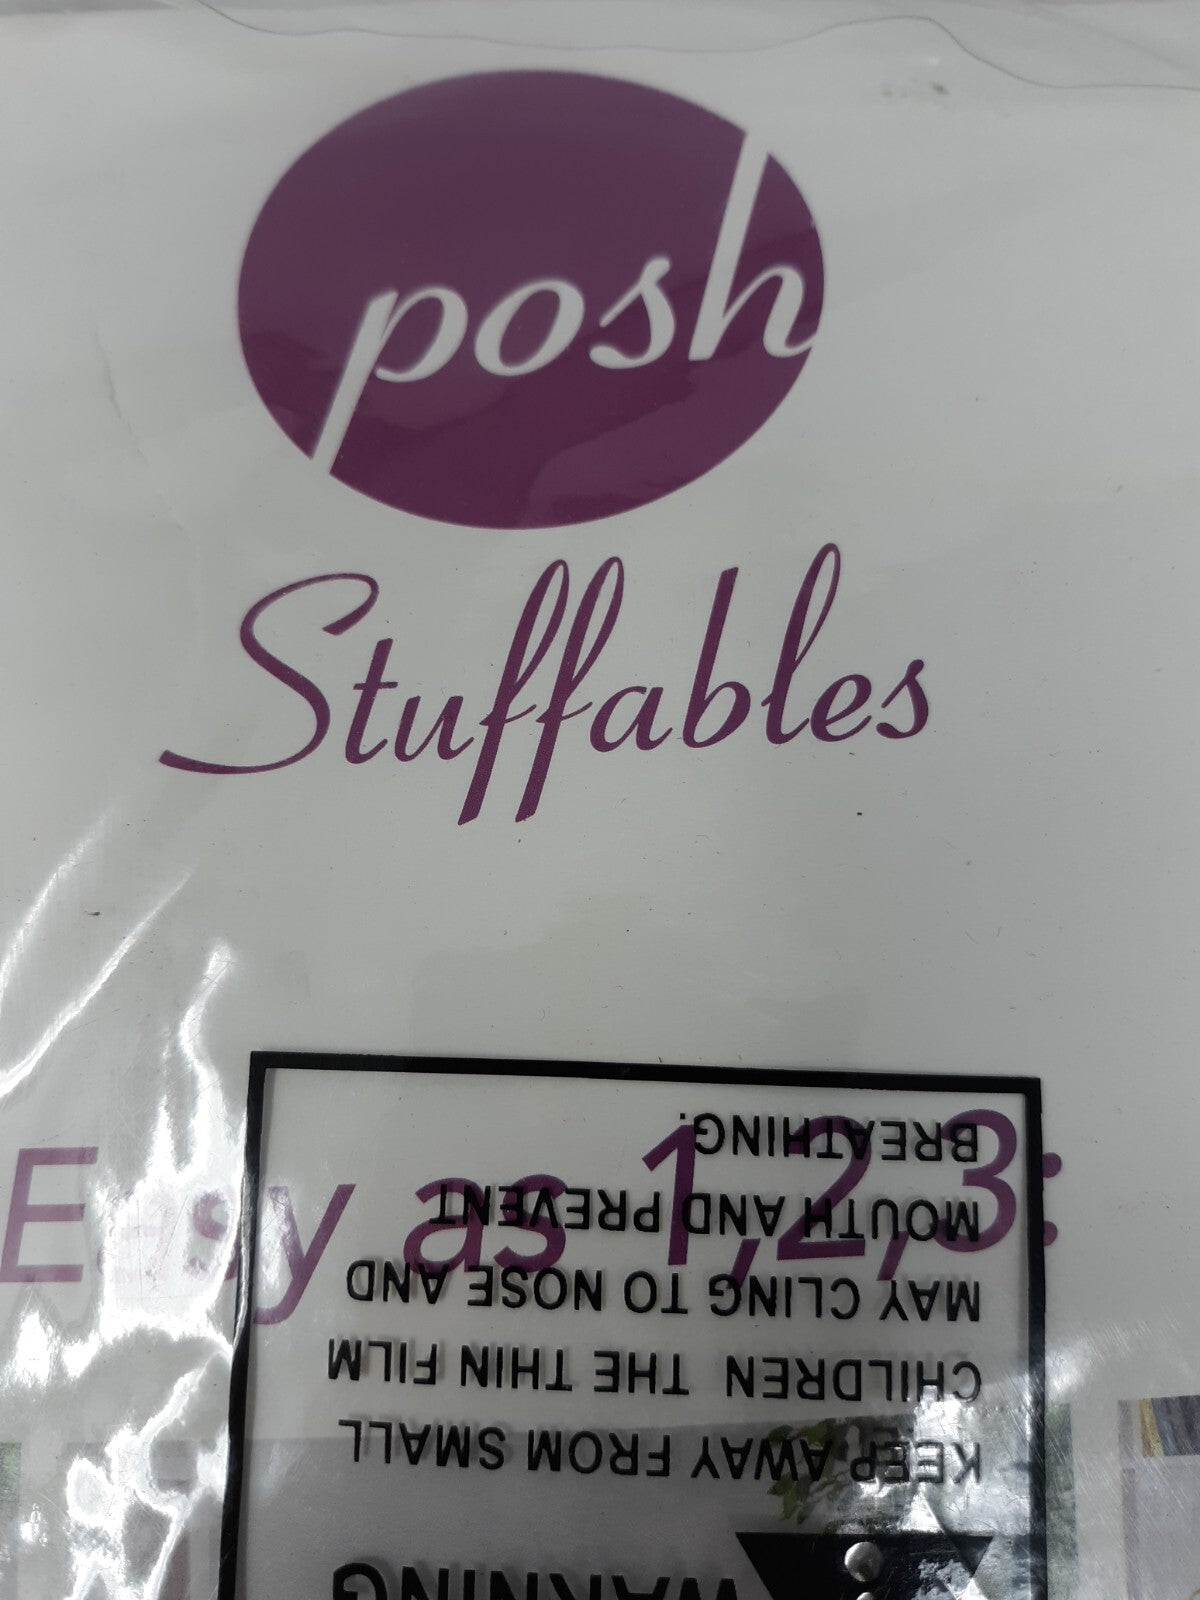 posh
Stuffables
Easy as 1,2,3:
WARNING
KEEP AWAY FROM SMALL
CHILDREN THE THIN FILM
MAY CLING TO NOSE AND
MOUTH AND PREVENT
BREATHING.